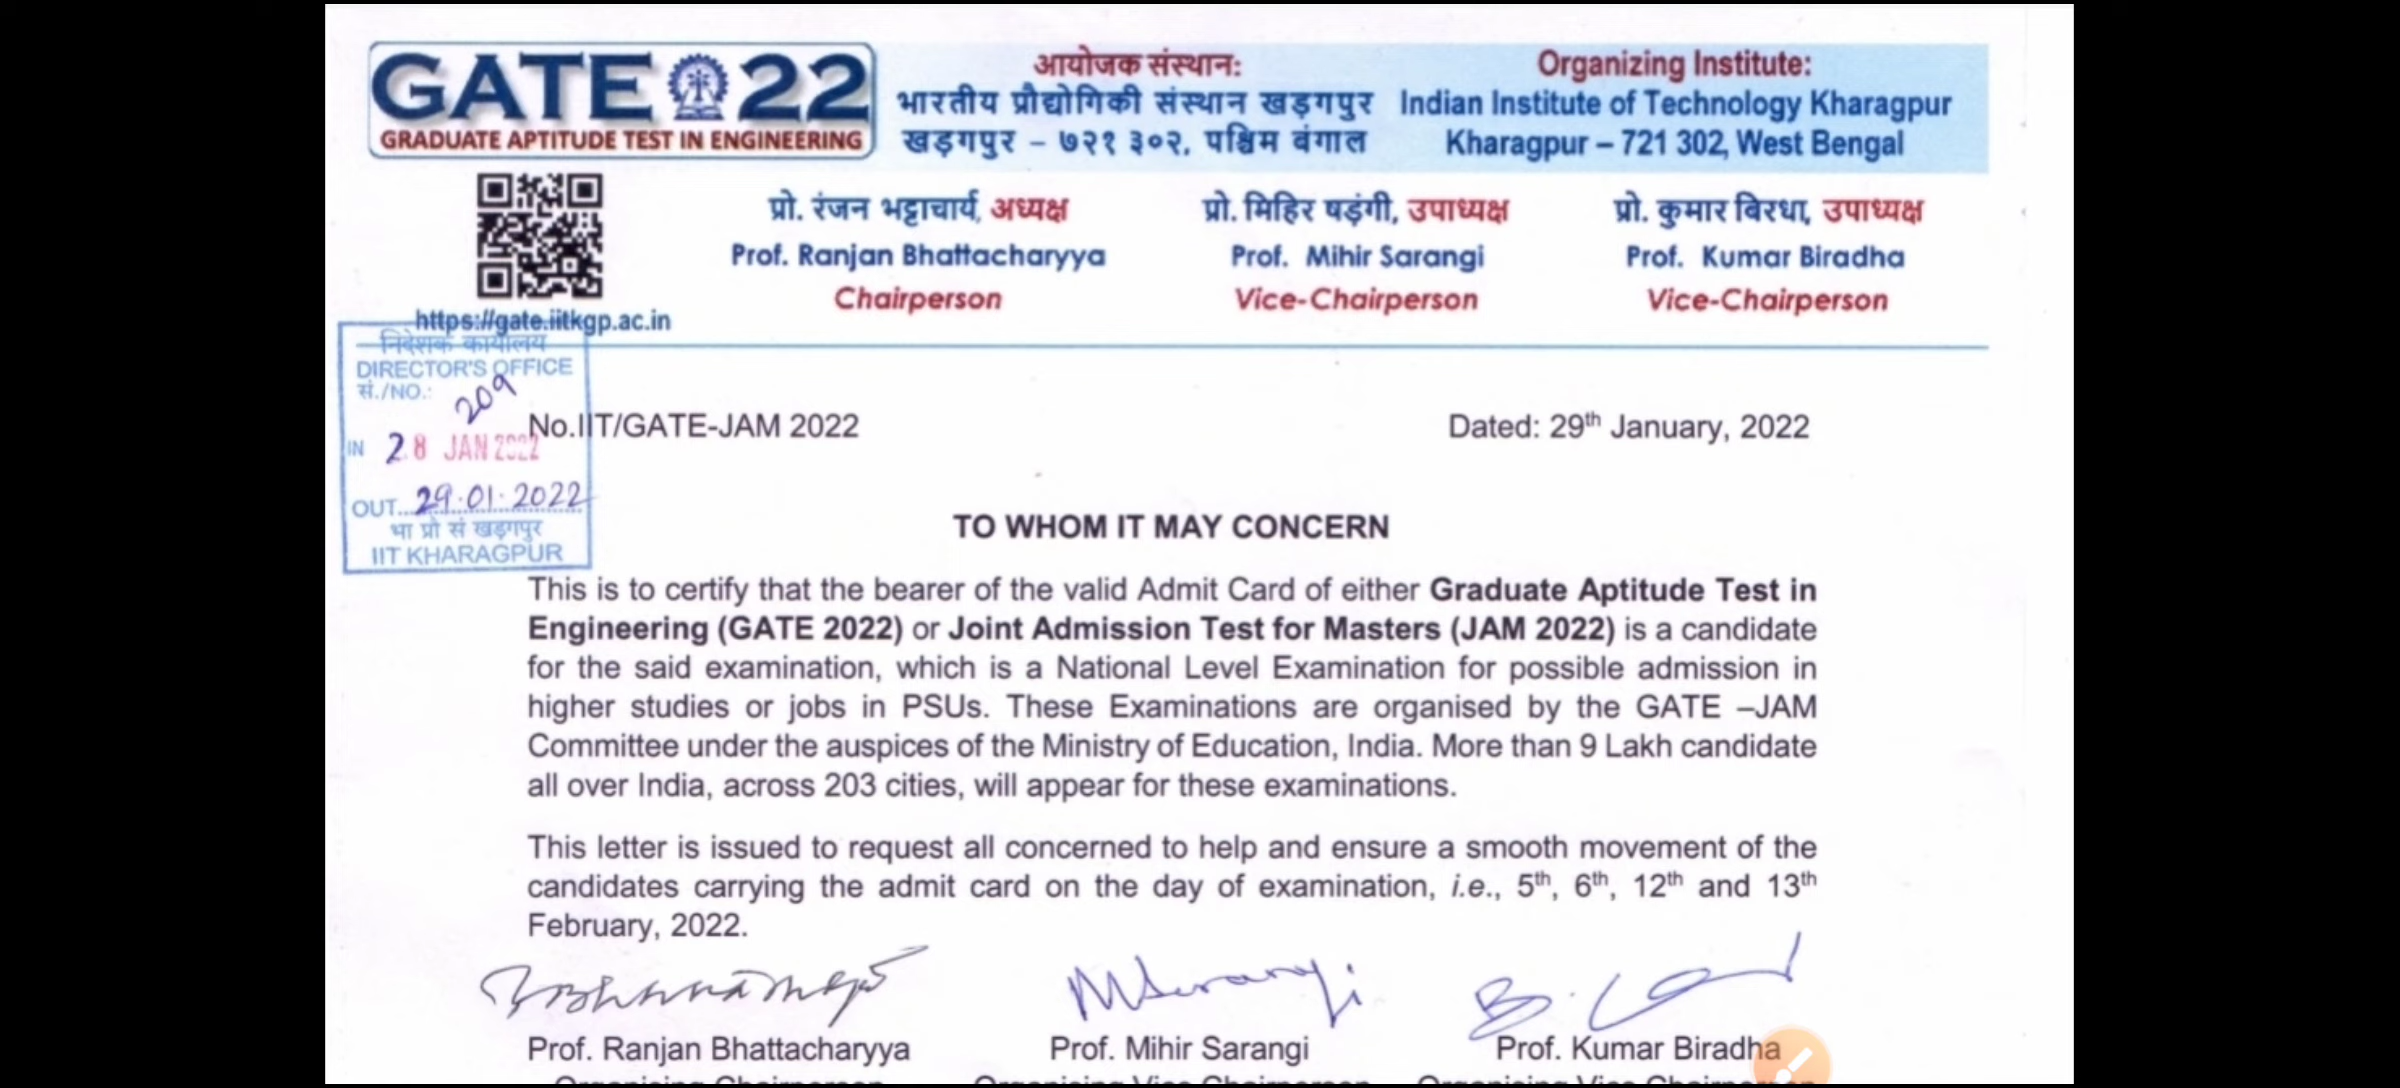 GATE 22
GRADUATE APTITUDE TEST IN ENGINEERING
आयोजक संस्थान:
भारतीय प्रौद्योगिकी संस्थान खड़गपुर
खड़गपुर – ७२१ ३०२, पश्चिम बंगाल
Organizing Institute:
Indian Institute of Technology Kharagpur
Kharagpur – 721 302, West Bengal
https://gate.iitkgp.ac.in
प्रो. रंजन भट्टाचार्य, अध्यक्ष
Prof. Ranjan Bhattacharyya
Chairperson
प्रो. मिहिर षड़ंगी, उपाध्यक्ष
Prof. Mihir Sarangi
Vice-Chairperson
प्रो. कुमार बिरधा, उपाध्यक्ष
Prof. Kumar Biradha
Vice-Chairperson
निदेशक कार्यालय
DIRECTOR'S OFFICE
सं./NO.: 209
IN 28 JAN 2022
OUT...29.01.2022
भा प्रौ सं खड़गपुर
IIT KHARAGPUR
No.IIT/GATE-JAM 2022
Dated: 29th January, 2022
TO WHOM IT MAY CONCERN
This is to certify that the bearer of the valid Admit Card of either Graduate Aptitude Test in
Engineering (GATE 2022) or Joint Admission Test for Masters (JAM 2022) is a candidate
for the said examination, which is a National Level Examination for possible admission in
higher studies or jobs in PSUs. These Examinations are organised by the GATE –JAM
Committee under the auspices of the Ministry of Education, India. More than 9 Lakh candidate
all over India, across 203 cities, will appear for these examinations.
This letter is issued to request all concerned to help and ensure a smooth movement of the
candidates carrying the admit card on the day of examination, i.e., 5th, 6th, 12th and 13th
February, 2022.
Prof. Ranjan Bhattacharyya
Prof. Mihir Sarangi
Prof. Kumar Biradha
Organising Chairperson
Organising Vice Chairperson
Organising Vice Chairperson